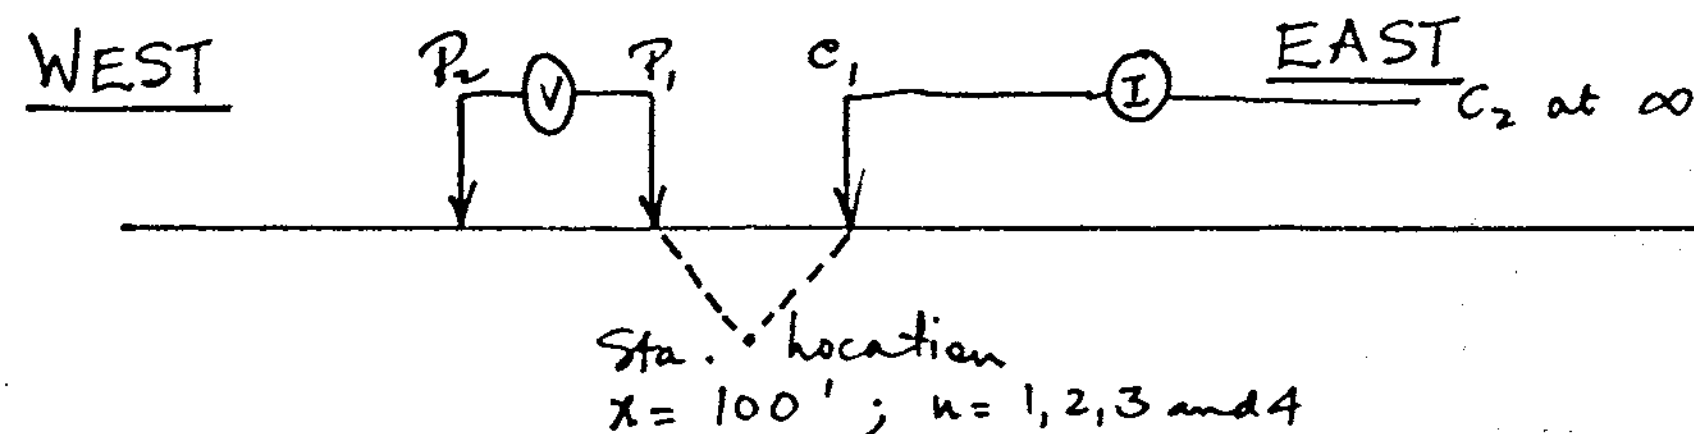 WEST P₂ V P₁ C₁ I EAST
C₂ at ∞
Sta. Location
x = 100' ; n = 1, 2, 3 and 4